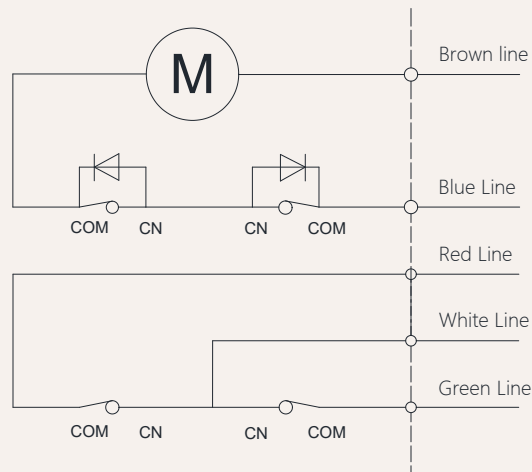 Brown line
M
Blue Line
COM CN CN COM
Red Line
White Line
Green Line
COM CN CN COM